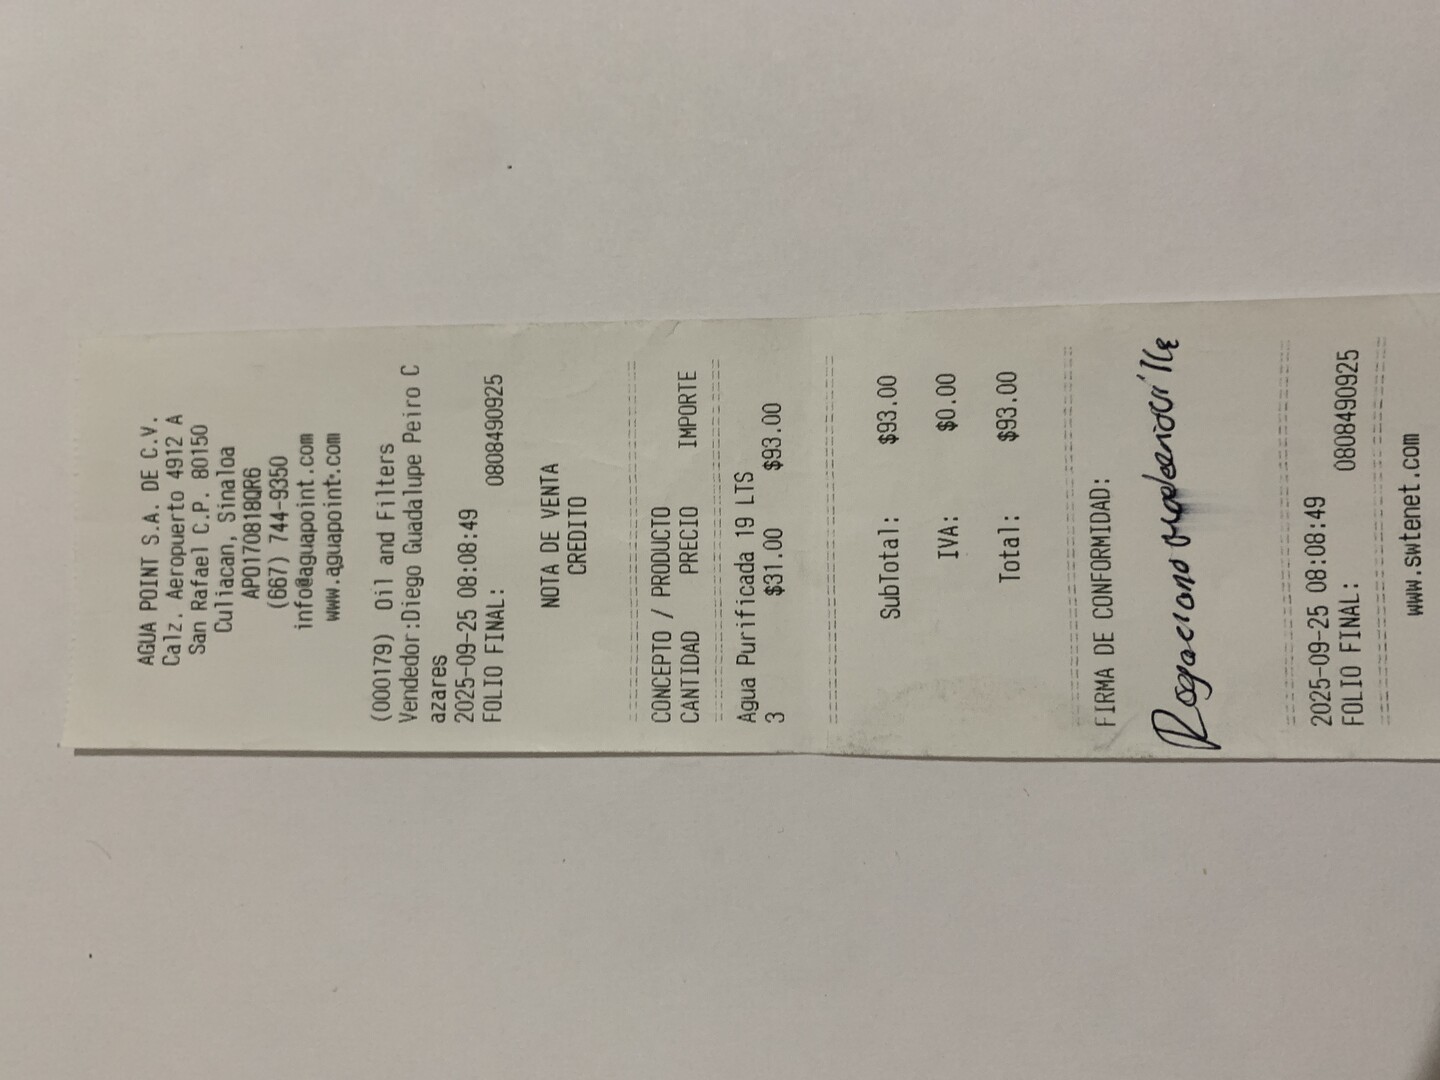 AGUA POINT S.A. DE C.V.
Calz. Aeropuerto 4912 A
San Rafael C.P. 80150
Culiacan, Sinaloa
APO170818QR6
(667) 744-9350
info@aguapoint.com
www.aguapoint.com
(000179) Oil and Filters
Vendedor:Diego Guadalupe Peiro C
azares
2025-09-25 08:08:49
FOLIO FINAL: 0808490925
NOTA DE VENTA
CREDITO
CONCEPTO / PRODUCTO
CANTIDAD PRECIO IMPORTE
Agua Purificada 19 LTS
3 $31.00 $93.00
SubTotal: $93.00
IVA: $0.00
Total: $93.00
FIRMA DE CONFORMIDAD:
Rogaciano
2025-09-25 08:08:49
FOLIO FINAL: 0808490925
www.swtenet.com